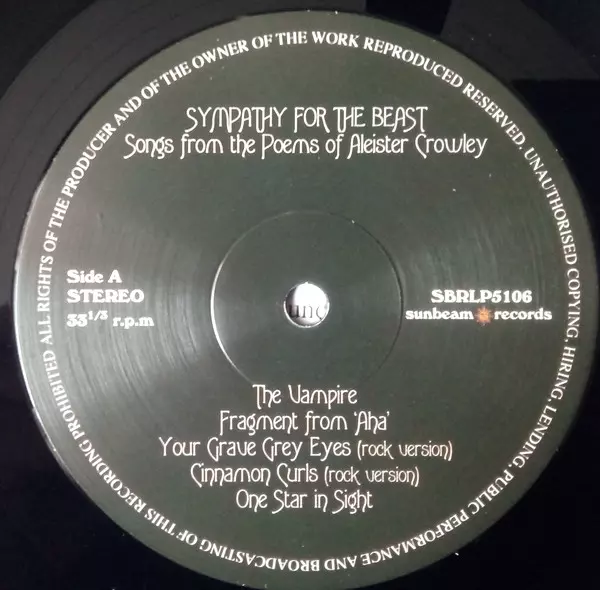 ALL RIGHTS OF THE PRODUCER AND OF THE OWNER OF THE WORK REPRODUCED RESERVED. UNAUTHORISED COPYING, HIRING, LENDING, PUBLIC PERFORMANCE AND BROADCASTING OF THIS RECORDING PROHIBITED
SYMPATHY FOR THE BEAST
Songs from the Poems of Aleister Crowley
Side A
STEREO
33 1/3 r.p.m
SBRLP5106
sunbeam records
The Vampire
Fragment from 'Aha'
Your Grave Grey Eyes (rock version)
Cinnamon Curls (rock version)
One Star in Sight